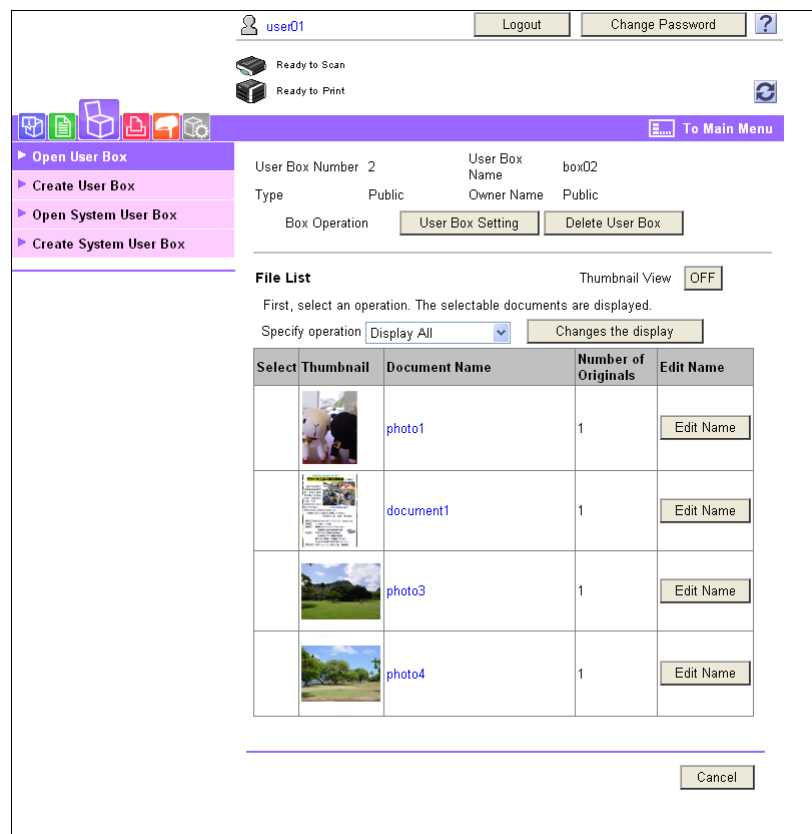 user01 Logout Change Password ?
Ready to Scan
Ready to Print
To Main Menu
Open User Box
Create User Box
Open System User Box
Create System User Box
User Box Number 2 User Box Name box02
Type Public Owner Name Public
Box Operation User Box Setting Delete User Box
File List Thumbnail View OFF
First, select an operation. The selectable documents are displayed.
Specify operation Display All Changes the display
Select Thumbnail Document Name Number of Originals Edit Name
photo1 1 Edit Name
document1 1 Edit Name
photo3 1 Edit Name
photo4 1 Edit Name
Cancel